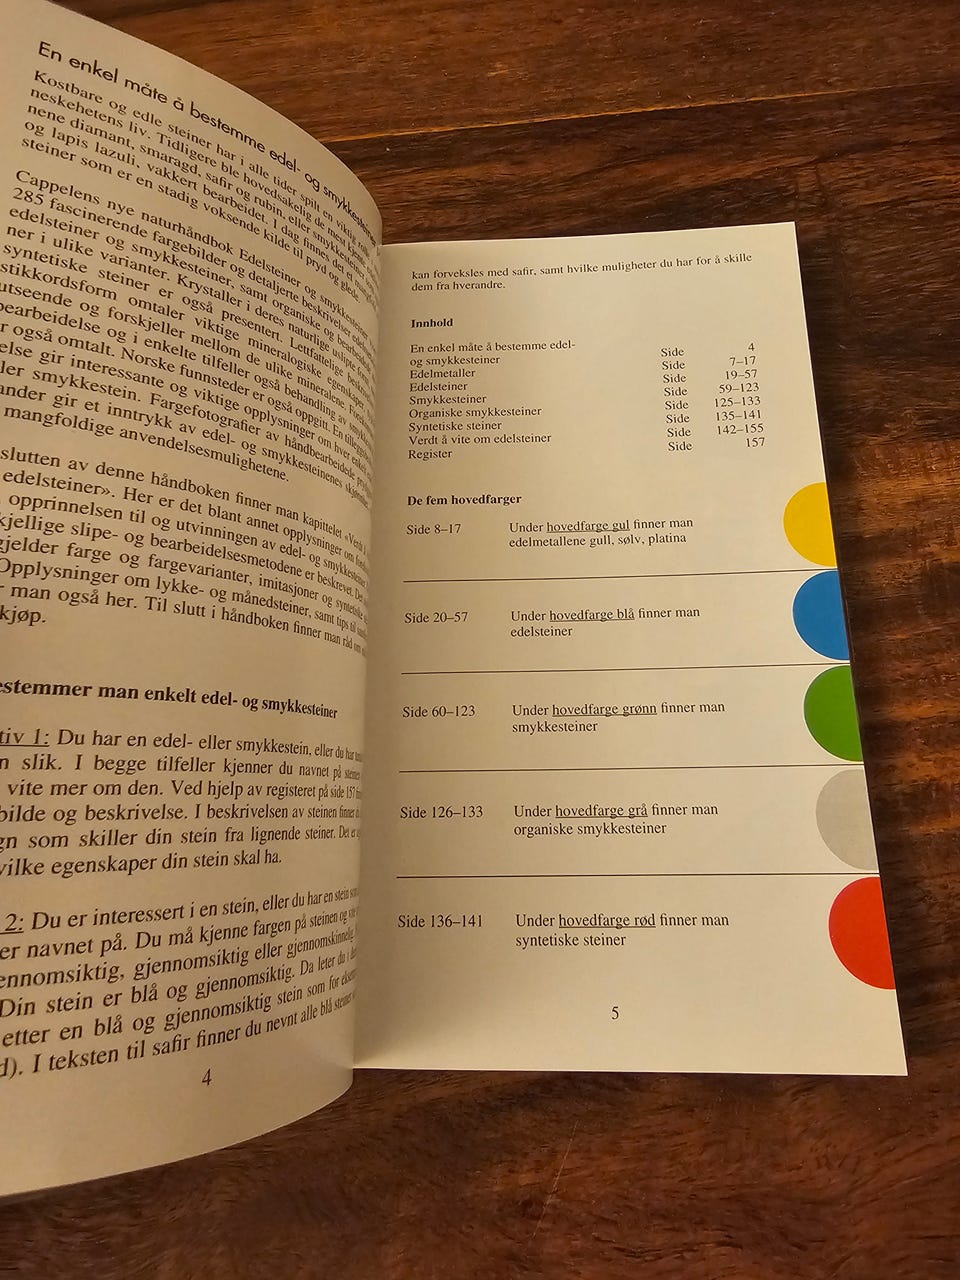 En enkel måte å bestemme edel- og smykkesteiner
Kostbare og edle steiner har i alle tider spilt en viktig rolle i
neskehetens liv. Tidligere ble hovedsakelig de mest kjente
nene diamant, smaragd, safir og rubin, eller smykkesteiner
og lapis lazuli, vakkert bearbeidet. I dag finnes det et
steiner som er en stadig voksende kilde til pryd og glede.
Cappelens nye naturhåndbok Edelsteiner og smykkesteiner
285 fascinerende fargebilder og detaljerte beskrivelser
edelsteiner og smykkesteiner, samt organiske og
ner i ulike varianter. Krystaller i deres naturlige uslipte form
syntetiske steiner er også presentert. Lettfattelige
stikkordsform omtaler viktige mineralogiske egenskaper
utseende og forskjeller mellom de ulike mineralene.
bearbeidelse og i enkelte tilfeller også behandling av
r også omtalt. Norske funnsteder er også oppgitt. En
else gir interessante og viktige opplysninger om hver enkelt
ller smykkestein. Fargefotografier av håndbearbeidede
ander gir et inntrykk av edel- og smykkesteinenes skjønnhet
mangfoldige anvendelsesmulighetene.
slutten av denne håndboken finner man kapittelet «Verdt å
edelsteiner». Her er det blant annet opplysninger om
opprinnelsen til og utvinningen av edel- og smykkesteiner
kjellige slipe- og bearbeidelsesmetodene er beskrevet. Det
gjelder farge og fargevarianter, imitasjoner og syntetiske
Opplysninger om lykke- og månedsteiner, samt tips til
r man også her. Til slutt i håndboken finner man råd om
kjøp.
estemmer man enkelt edel- og smykkesteiner
tiv 1: Du har en edel- eller smykkestein, eller du har
n slik. I begge tilfeller kjenner du navnet på
vite mer om den. Ved hjelp av registeret på side 157
bilde og beskrivelse. I beskrivelsen av steinen finner
gn som skiller din stein fra lignende steiner. Det er
vilke egenskaper din stein skal ha.
2: Du er interessert i en stein, eller du har en stein
er navnet på. Du må kjenne fargen på steinen og
ennomsiktig, gjennomsiktig eller gjennomskinnelig.
Din stein er blå og gjennomsiktig. Da leter du i
etter en blå og gjennomsiktig stein som for
d). I teksten til safir finner du nevnt alle blå steiner
4
kan forveksles med safir, samt hvilke muligheter du har for å skille
dem fra hverandre.
Innhold
En enkel måte å bestemme edel-
og smykkesteiner Side 4
Edelmetaller Side 7–17
Edelsteiner Side 19–57
Smykkesteiner Side 59–123
Organiske smykkesteiner Side 125–133
Syntetiske steiner Side 135–141
Verdt å vite om edelsteiner Side 142–155
Register Side 157
De fem hovedfarger
Side 8–17 Under hovedfarge gul finner man
edelmetallene gull, sølv, platina
Side 20–57 Under hovedfarge blå finner man
edelsteiner
Side 60–123 Under hovedfarge grønn finner man
smykkesteiner
Side 126–133 Under hovedfarge grå finner man
organiske smykkesteiner
Side 136–141 Under hovedfarge rød finner man
syntetiske steiner
5